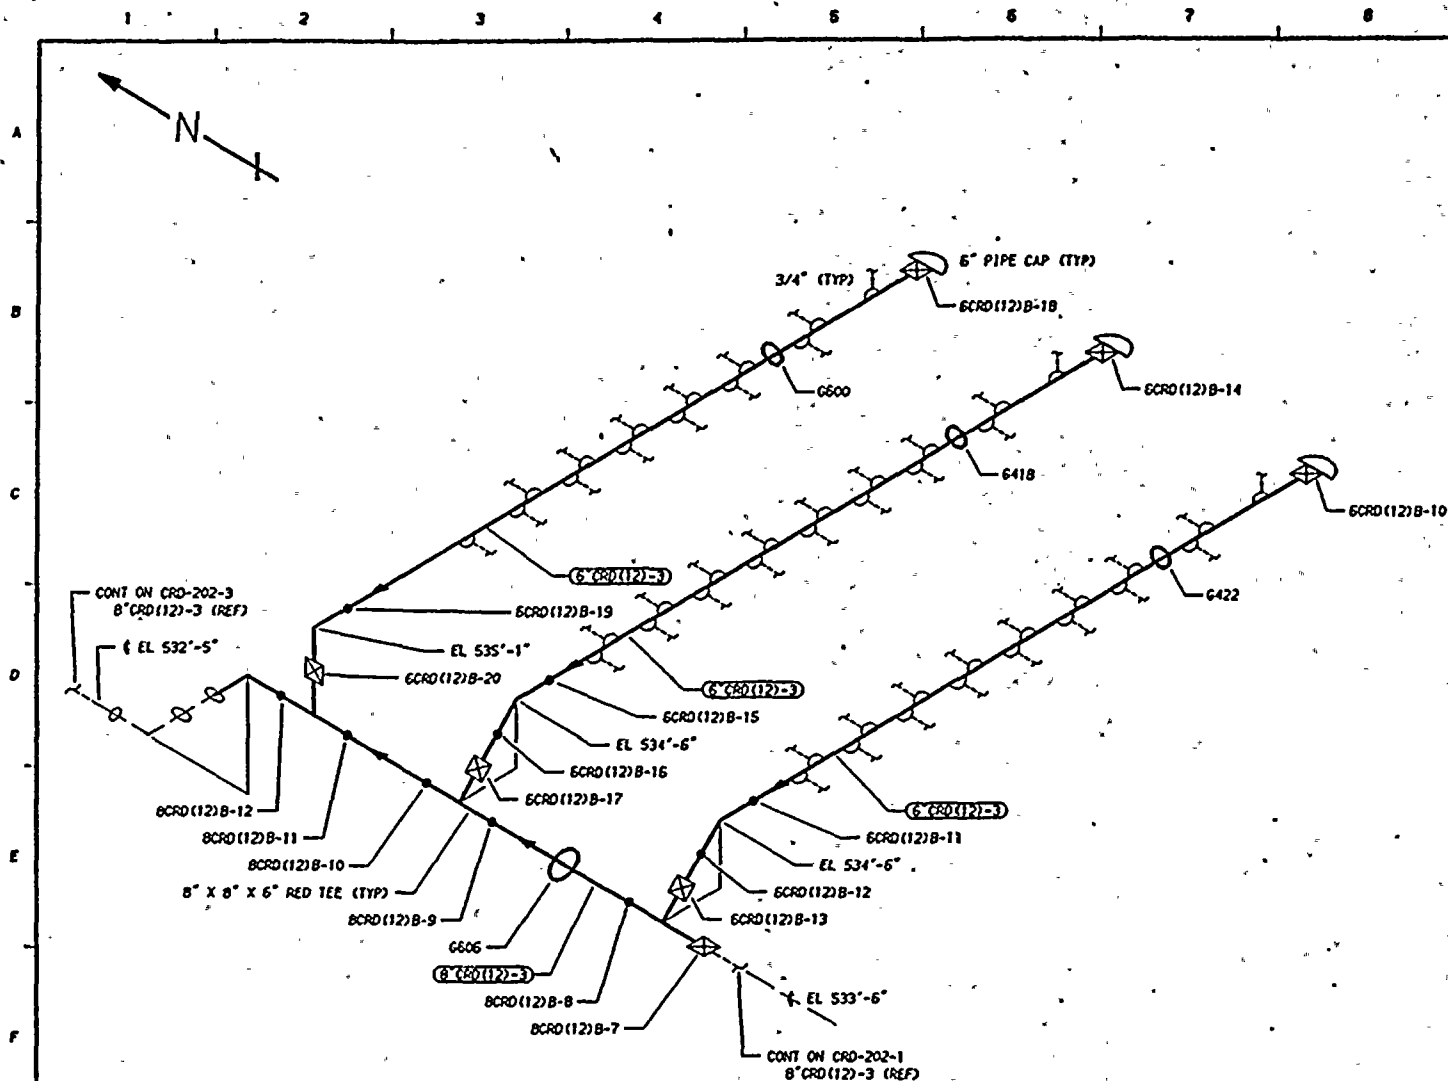 1 2 3 4 5 6 7 8
A
N
B
3/4" (TYP)
6" PIPE CAP (TYP)
6CRD(12)B-18
G600
6CRD(12)B-14
G418
C
6CRD(12)B-10
6"CRD(12)-3
G422
CONT ON CRD-202-3
8"CRD(12)-3 (REF)
6CRD(12)B-19
℄ EL 532'-5"
EL 535'-1"
D
6CRD(12)B-20
6"CRD(12)-3
6CRD(12)B-15
EL 534'-6"
6CRD(12)B-16
6CRD(12)B-17
8CRD(12)B-12
6"CRD(12)-3
8CRD(12)B-11
6CRD(12)B-11
E
8CRD(12)B-10
EL 534'-6"
8" X 8" X 6" RED TEE (TYP)
6CRD(12)B-12
8CRD(12)B-9
6CRD(12)B-13
G606
8"CRD(12)-3
8CRD(12)B-8
℄ EL 533'-6"
8CRD(12)B-7
F
CONT ON CRD-202-1
8"CRD(12)-3 (REF)